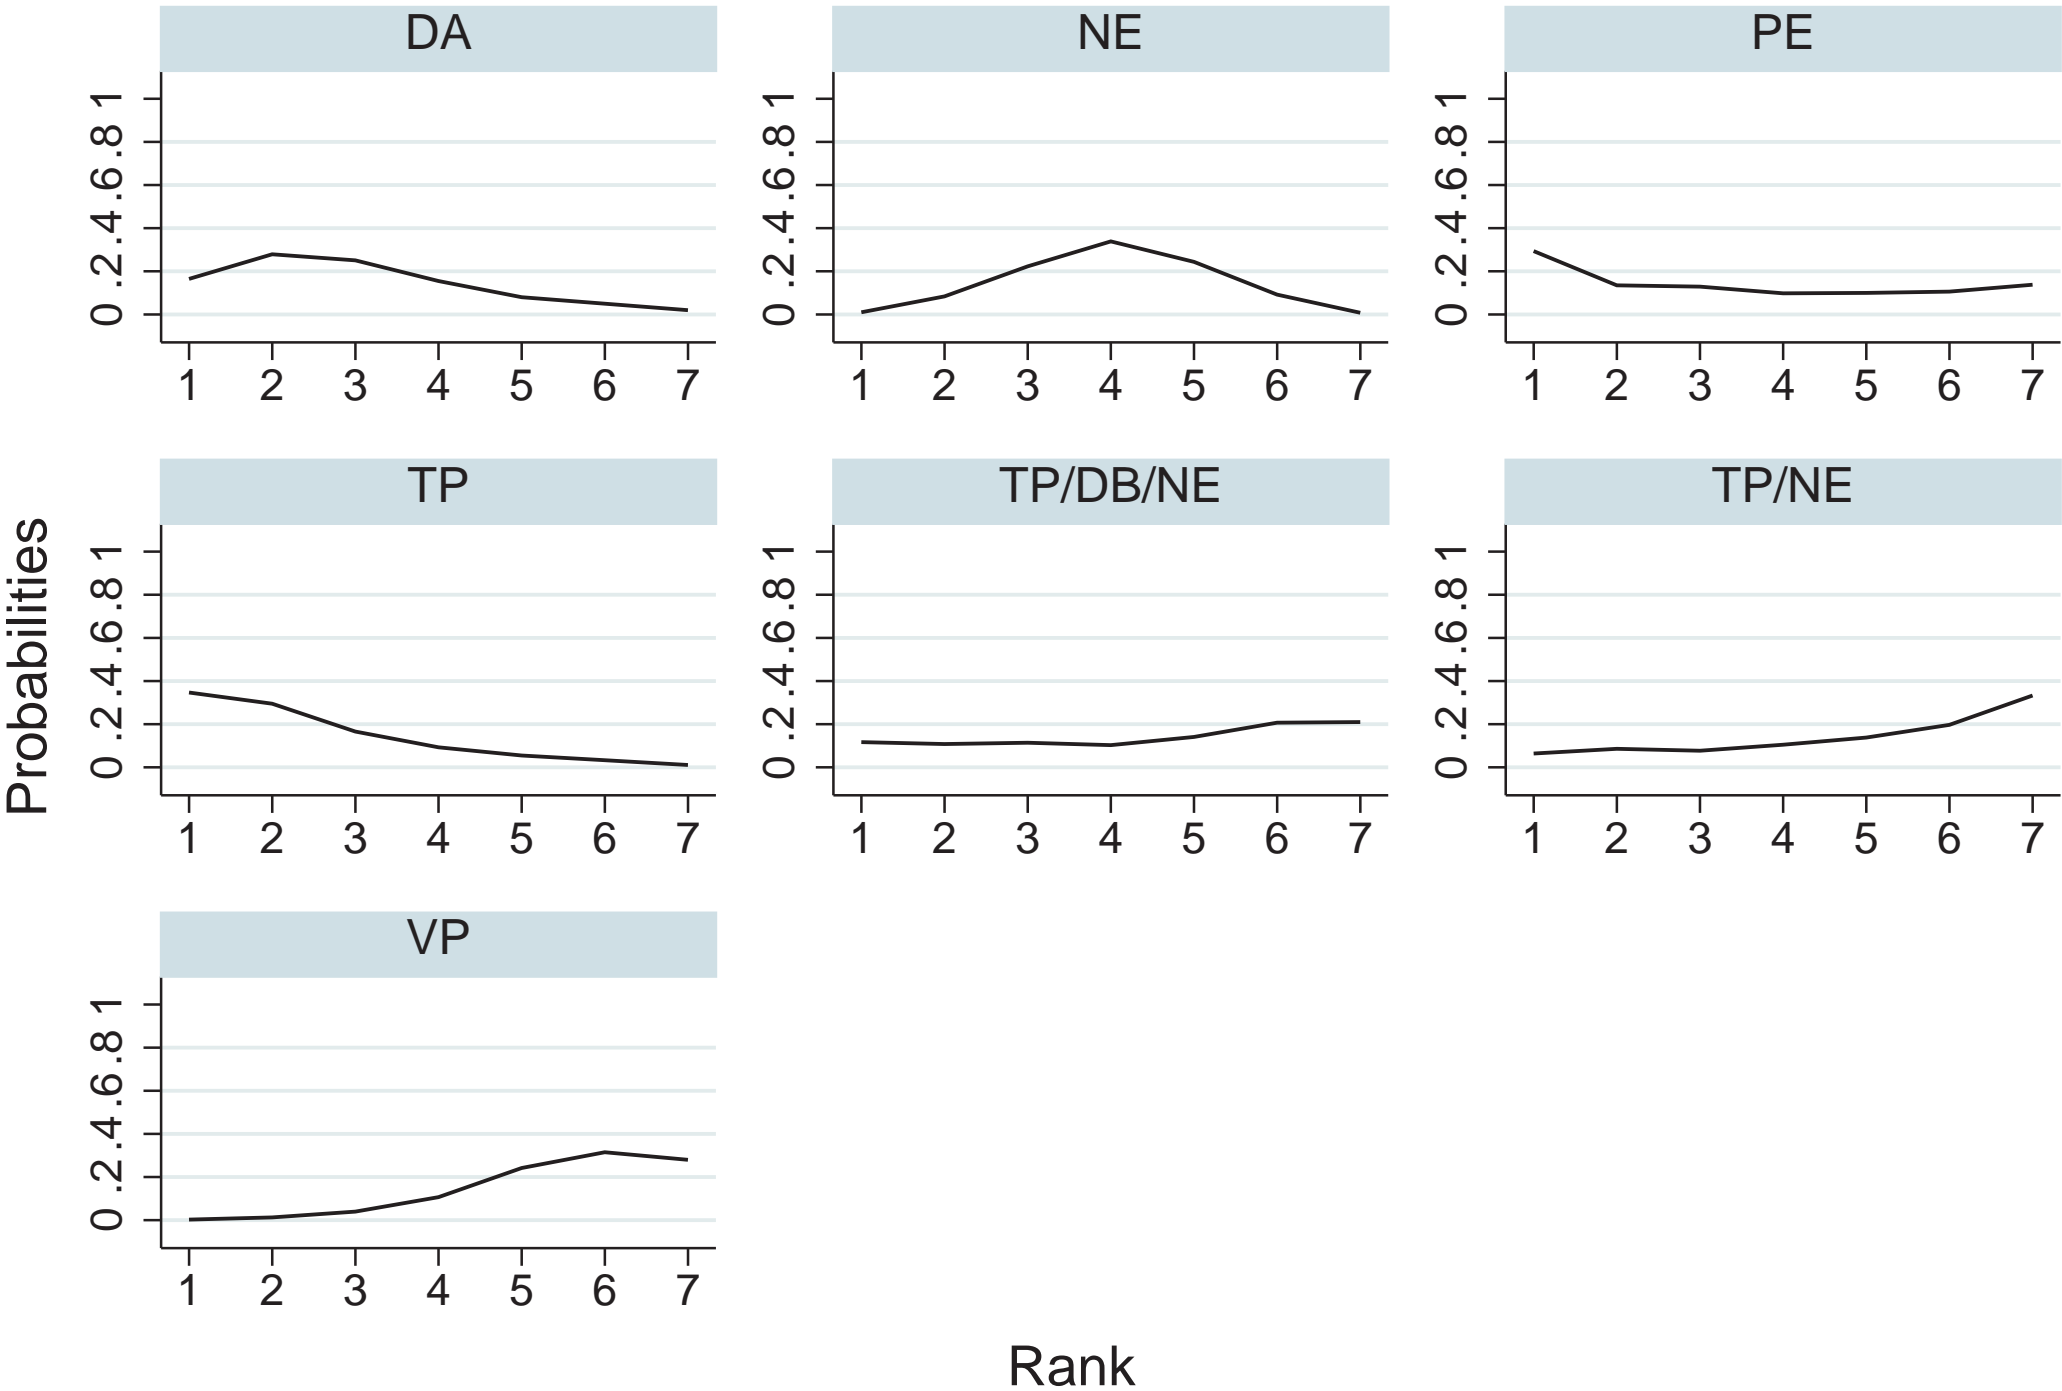 DA NE PE
1 1 1
.8 .8 .8
.6 .6 .6
.4 .4 .4
.2 .2 .2
0 0 0
1 2 3 4 5 6 7 1 2 3 4 5 6 7 1 2 3 4 5 6 7
Probabilities
TP TP/DB/NE TP/NE
1 1 1
.8 .8 .8
.6 .6 .6
.4 .4 .4
.2 .2 .2
0 0 0
1 2 3 4 5 6 7 1 2 3 4 5 6 7 1 2 3 4 5 6 7
VP
1
.8
.6
.4
.2
0
1 2 3 4 5 6 7
Rank